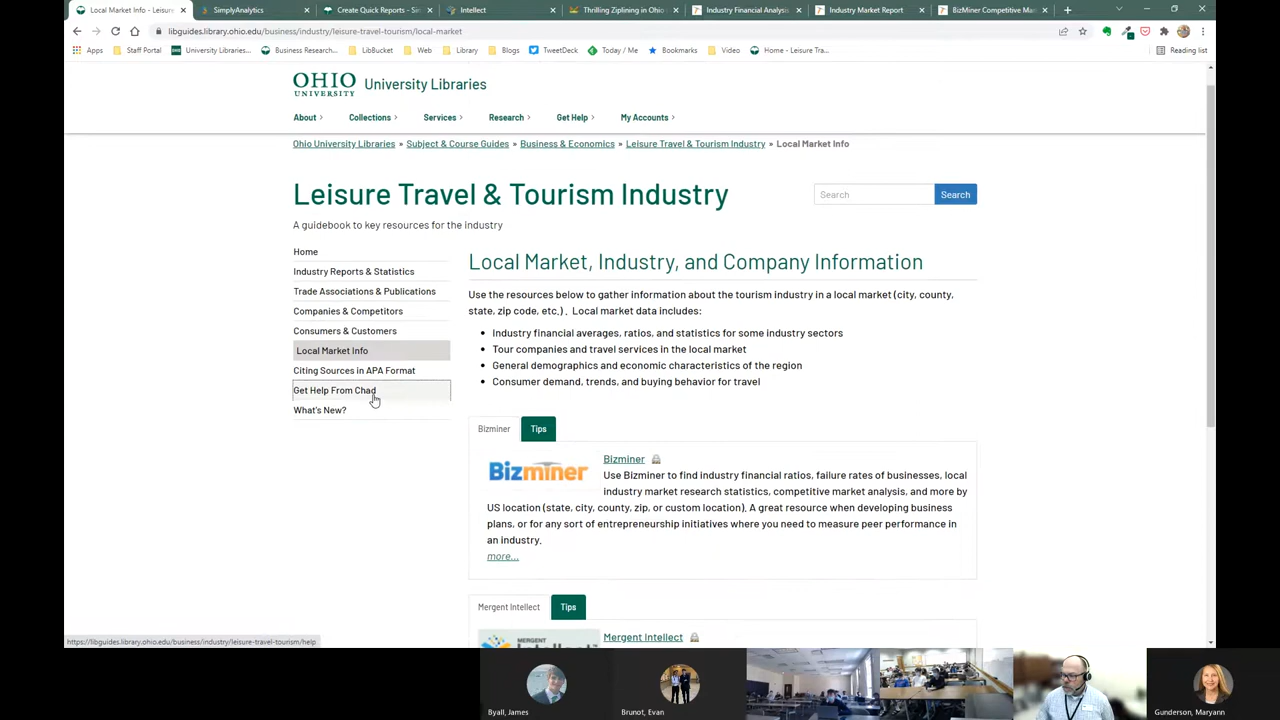 Local Market Info - Leisure
SimplyAnalytics
Create Quick Reports - Sim
Intellect
Thrilling Ziplining in Ohio
Industry Financial Analysis
Industry Market Report
BizMiner Competitive Mar
libguides.library.ohio.edu/business/industry/leisure-travel-tourism/local-market
Apps
Staff Portal
University Libraries...
Business Research...
LibBucket
Web
Library
Blogs
TweetDeck
Today / Me
Bookmarks
Video
Home - Leisure Tra...
Reading list
OHIO UNIVERSITY University Libraries
About
Collections
Services
Research
Get Help
My Accounts
Ohio University Libraries » Subject & Course Guides » Business & Economics » Leisure Travel & Tourism Industry » Local Market Info
Leisure Travel & Tourism Industry
Search
Search
A guidebook to key resources for the industry
Home
Industry Reports & Statistics
Trade Associations & Publications
Companies & Competitors
Consumers & Customers
Local Market Info
Citing Sources in APA Format
Get Help From Chad
What's New?
Local Market, Industry, and Company Information
Use the resources below to gather information about the tourism industry in a local market (city, county,
state, zip code, etc.) . Local market data includes:
Industry financial averages, ratios, and statistics for some industry sectors
Tour companies and travel services in the local market
General demographics and economic characteristics of the region
Consumer demand, trends, and buying behavior for travel
Bizminer
Tips
Bizminer
Bizminer
Use Bizminer to find industry financial ratios, failure rates of businesses, local
industry market research statistics, competitive market analysis, and more by
US location (state, city, county, zip, or custom location). A great resource when developing business
plans, or for any sort of entrepreneurship initiatives where you need to measure peer performance in
an industry.
more...
Mergent Intellect
Tips
MERGENT
Intellect
Mergent Intellect
https://libguides.library.ohio.edu/business/industry/leisure-travel-tourism/help
Byall, James
Brunot, Evan
Gunderson, Maryann